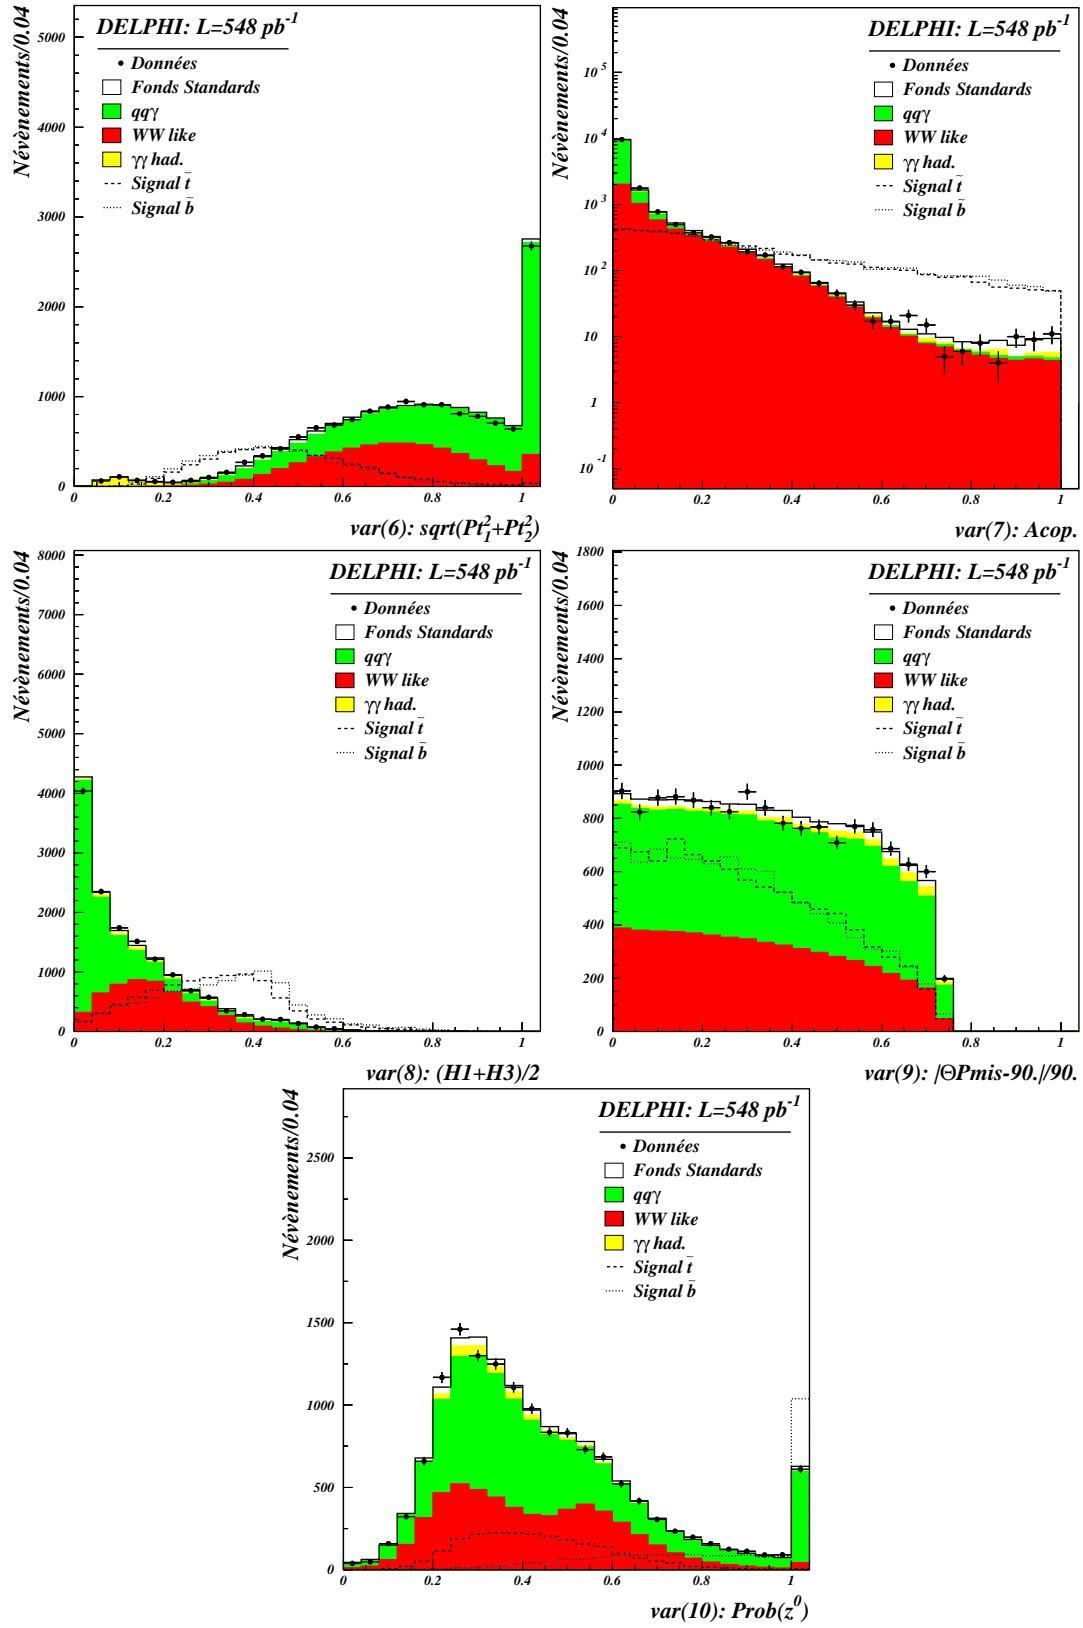 Névènements/0.04
DELPHI: L=548 pb⁻¹
Données
Fonds Standards
qqγ
WW like
γγ had.
Signal t̃
Signal b̃
5000
4000
3000
2000
1000
0
0 0.2 0.4 0.6 0.8 1
var(6): sqrt(Pt₁²+Pt₂²)
Névènements/0.04
DELPHI: L=548 pb⁻¹
Données
Fonds Standards
qqγ
WW like
γγ had.
Signal t̃
Signal b̃
10⁵
10⁴
10³
10²
10
1
10⁻¹
0 0.2 0.4 0.6 0.8 1
var(7): Acop.
Névènements/0.04
DELPHI: L=548 pb⁻¹
Données
Fonds Standards
qqγ
WW like
γγ had.
Signal t̃
Signal b̃
8000
7000
6000
5000
4000
3000
2000
1000
0
0 0.2 0.4 0.6 0.8 1
var(8): (H1+H3)/2
Névènements/0.04
DELPHI: L=548 pb⁻¹
Données
Fonds Standards
qqγ
WW like
γγ had.
Signal t̃
Signal b̃
1800
1600
1400
1200
1000
800
600
400
200
0
0 0.2 0.4 0.6 0.8 1
var(9): |ΘPmis-90.|/90.
Névènements/0.04
DELPHI: L=548 pb⁻¹
Données
Fonds Standards
qqγ
WW like
γγ had.
Signal t̃
Signal b̃
2500
2000
1500
1000
500
0
0 0.2 0.4 0.6 0.8 1
var(10): Prob(z⁰)